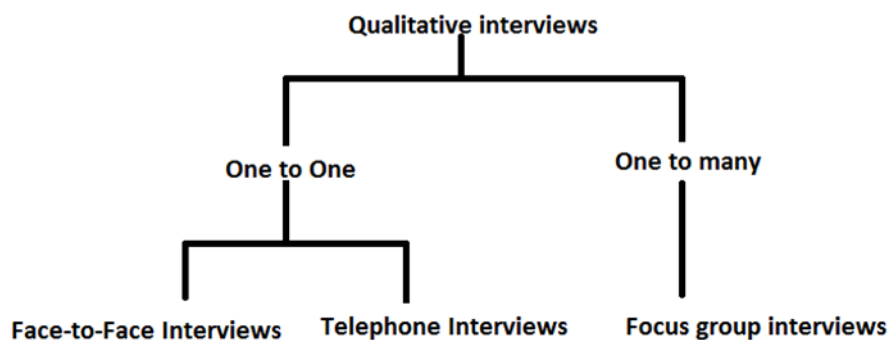 Qualitative interviews
One to One
One to many
Face-to-Face Interviews
Telephone Interviews
Focus group interviews